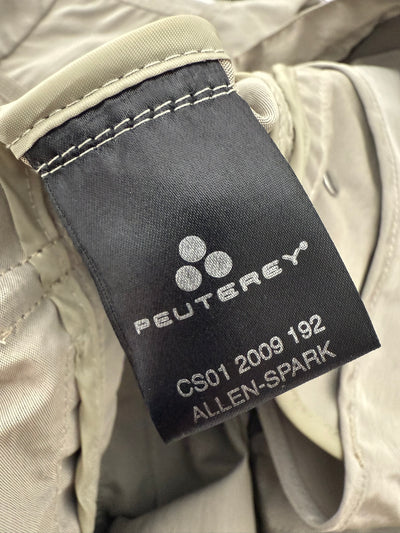 PEUTEREY®
CS01 2009 192
ALLEN-SPARK